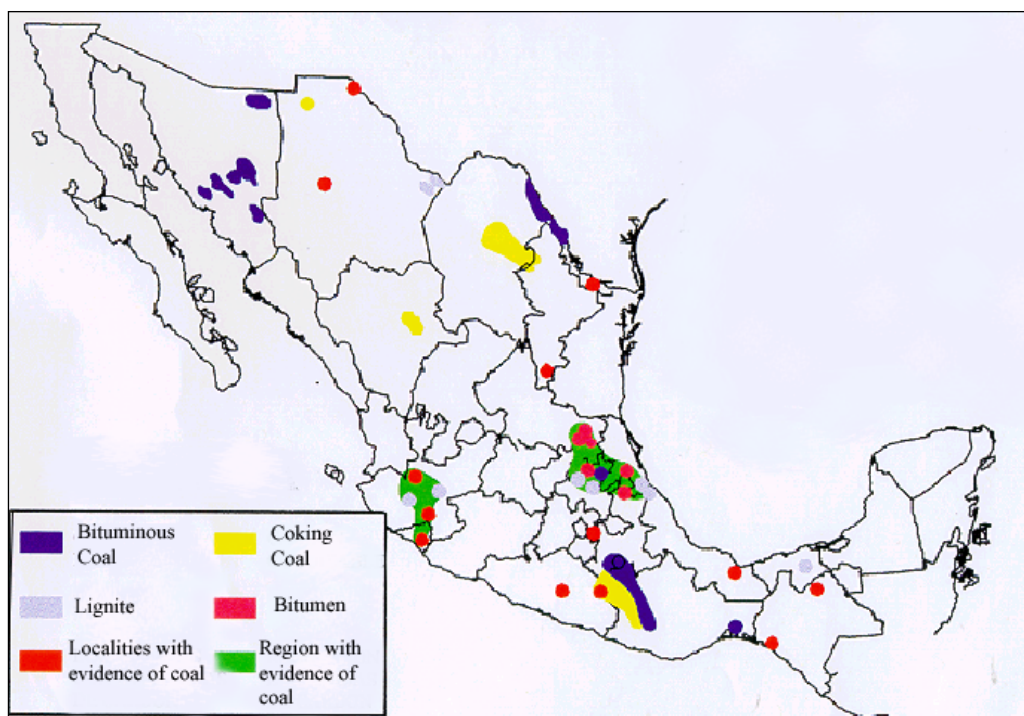 Bituminous
Coal
Coking
Coal
Lignite
Bitumen
Localities with
evidence of coal
Region with
evidence of
coal